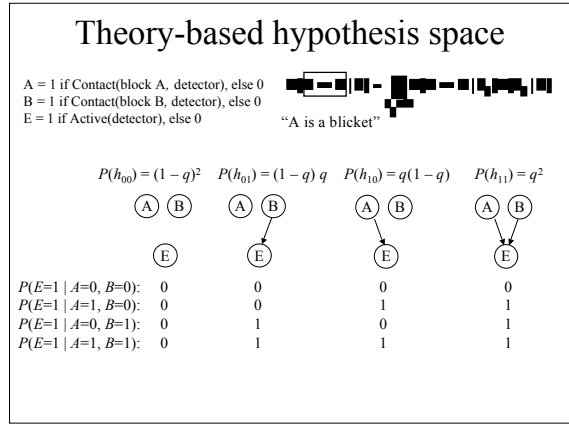 Theory-based hypothesis space
A = 1 if Contact(block A, detector), else 0
B = 1 if Contact(block B, detector), else 0
E = 1 if Active(detector), else 0
“A is a blicket”
P(h₀₀) = (1 – q)² P(h₀₁) = (1 – q) q P(h₁₀) = q(1 – q) P(h₁₁) = q²
A B A B A B A B
E E E E
P(E=1 | A=0, B=0): 0 0 0 0
P(E=1 | A=1, B=0): 0 0 1 1
P(E=1 | A=0, B=1): 0 1 0 1
P(E=1 | A=1, B=1): 0 1 1 1